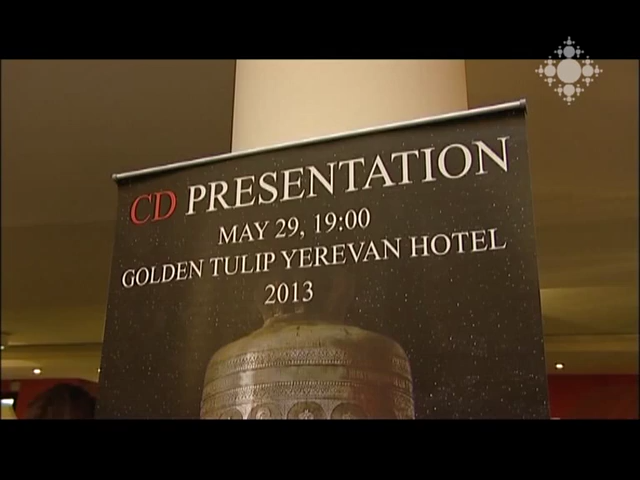 CD PRESENTATION
MAY 29, 19:00
GOLDEN TULIP YEREVAN HOTEL
2013